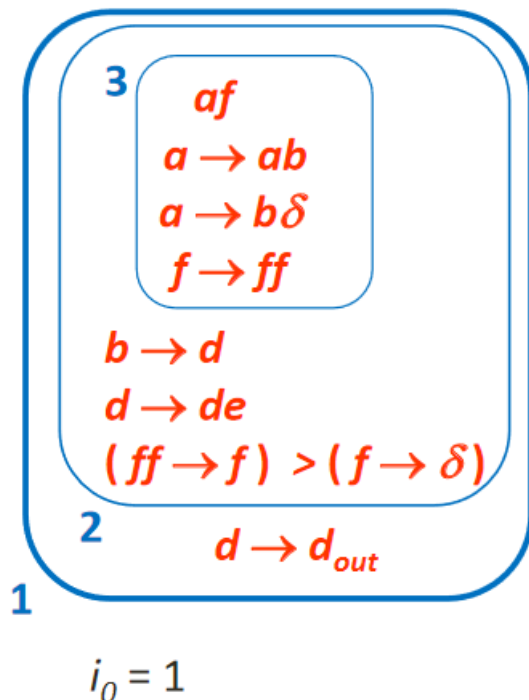 3
af
a → ab
a → bδ
f → ff
b → d
d → de
( ff → f ) > ( f → δ )
2
d → d_out
1
i_0 = 1